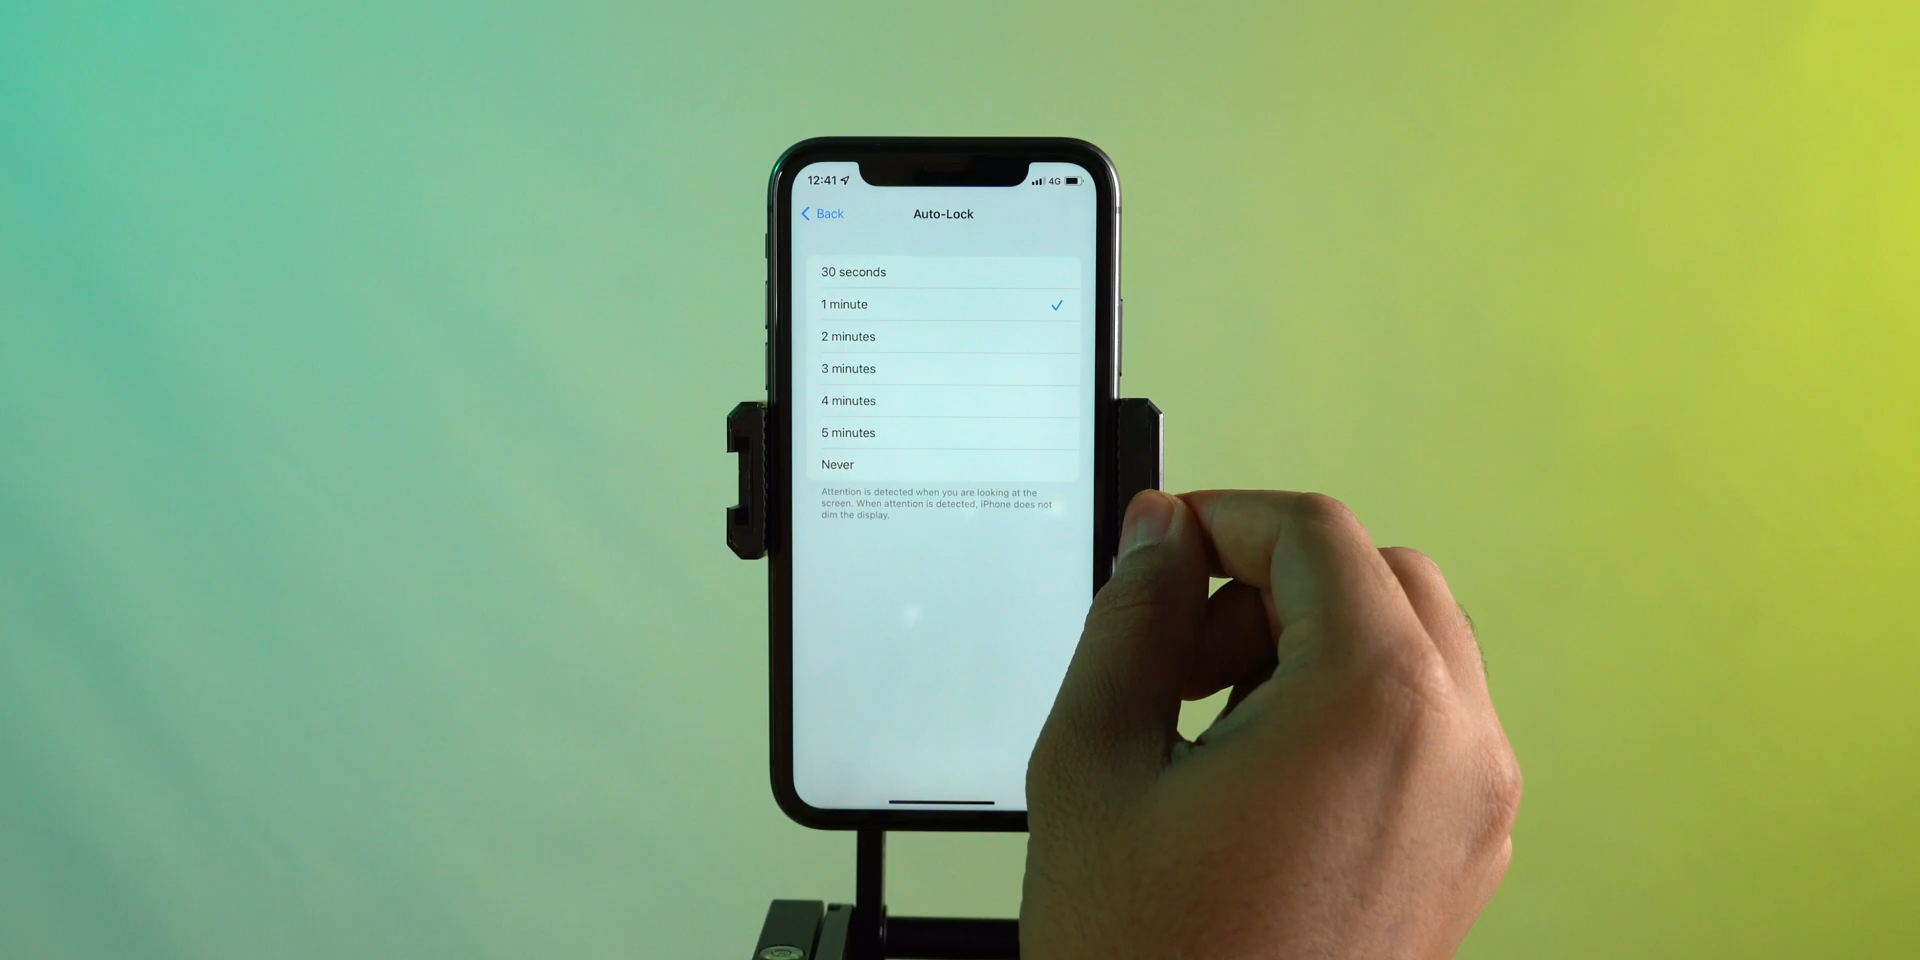 12:41
4G
Back
Auto-Lock
30 seconds
1 minute
2 minutes
3 minutes
4 minutes
5 minutes
Never
Attention is detected when you are looking at the
screen. When attention is detected, iPhone does not
dim the display.